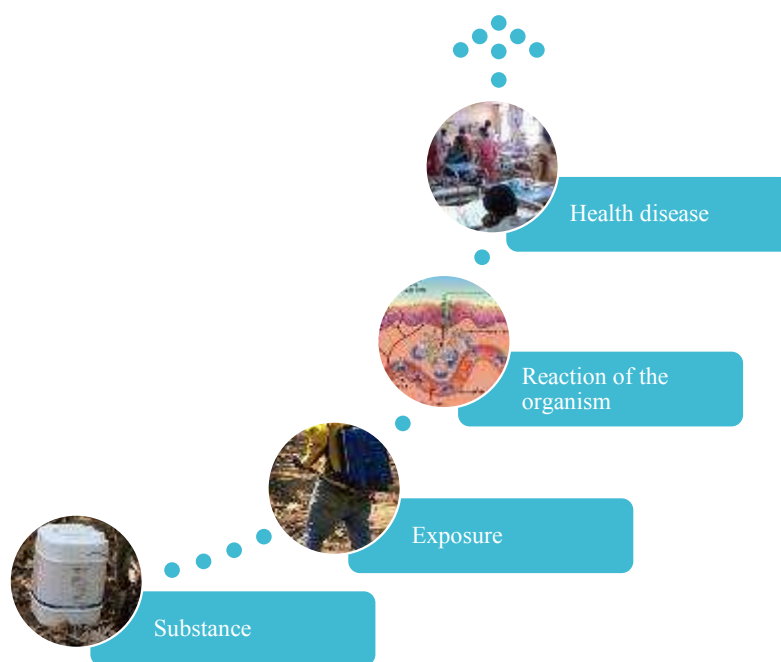 Health disease
Reaction of the
organism
Exposure
Substance